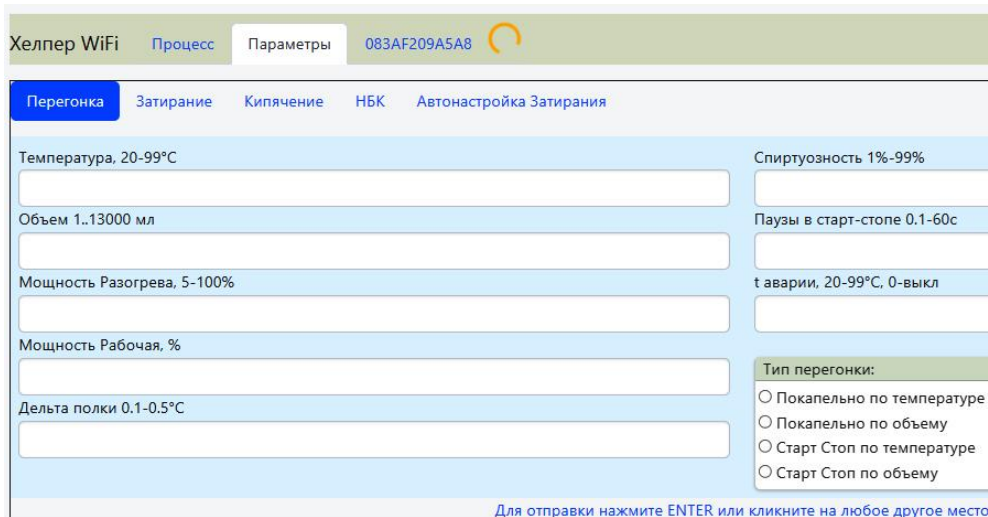 Хелпер WiFi Процесс Параметры 083AF209A5A8
Перегонка Затирание Кипячение НБК Автонастройка Затирания
Температура, 20-99°C
Спиртуозность 1%-99%
Объем 1..13000 мл
Паузы в старт-стопе 0.1-60с
Мощность Разогрева, 5-100%
t аварии, 20-99°C, 0-выкл
Мощность Рабочая, %
Дельта полки 0.1-0.5°C
Тип перегонки:
Покапельно по температуре
Покапельно по объему
Старт Стоп по температуре
Старт Стоп по объему
Для отправки нажмите ENTER или кликните на любое другое место